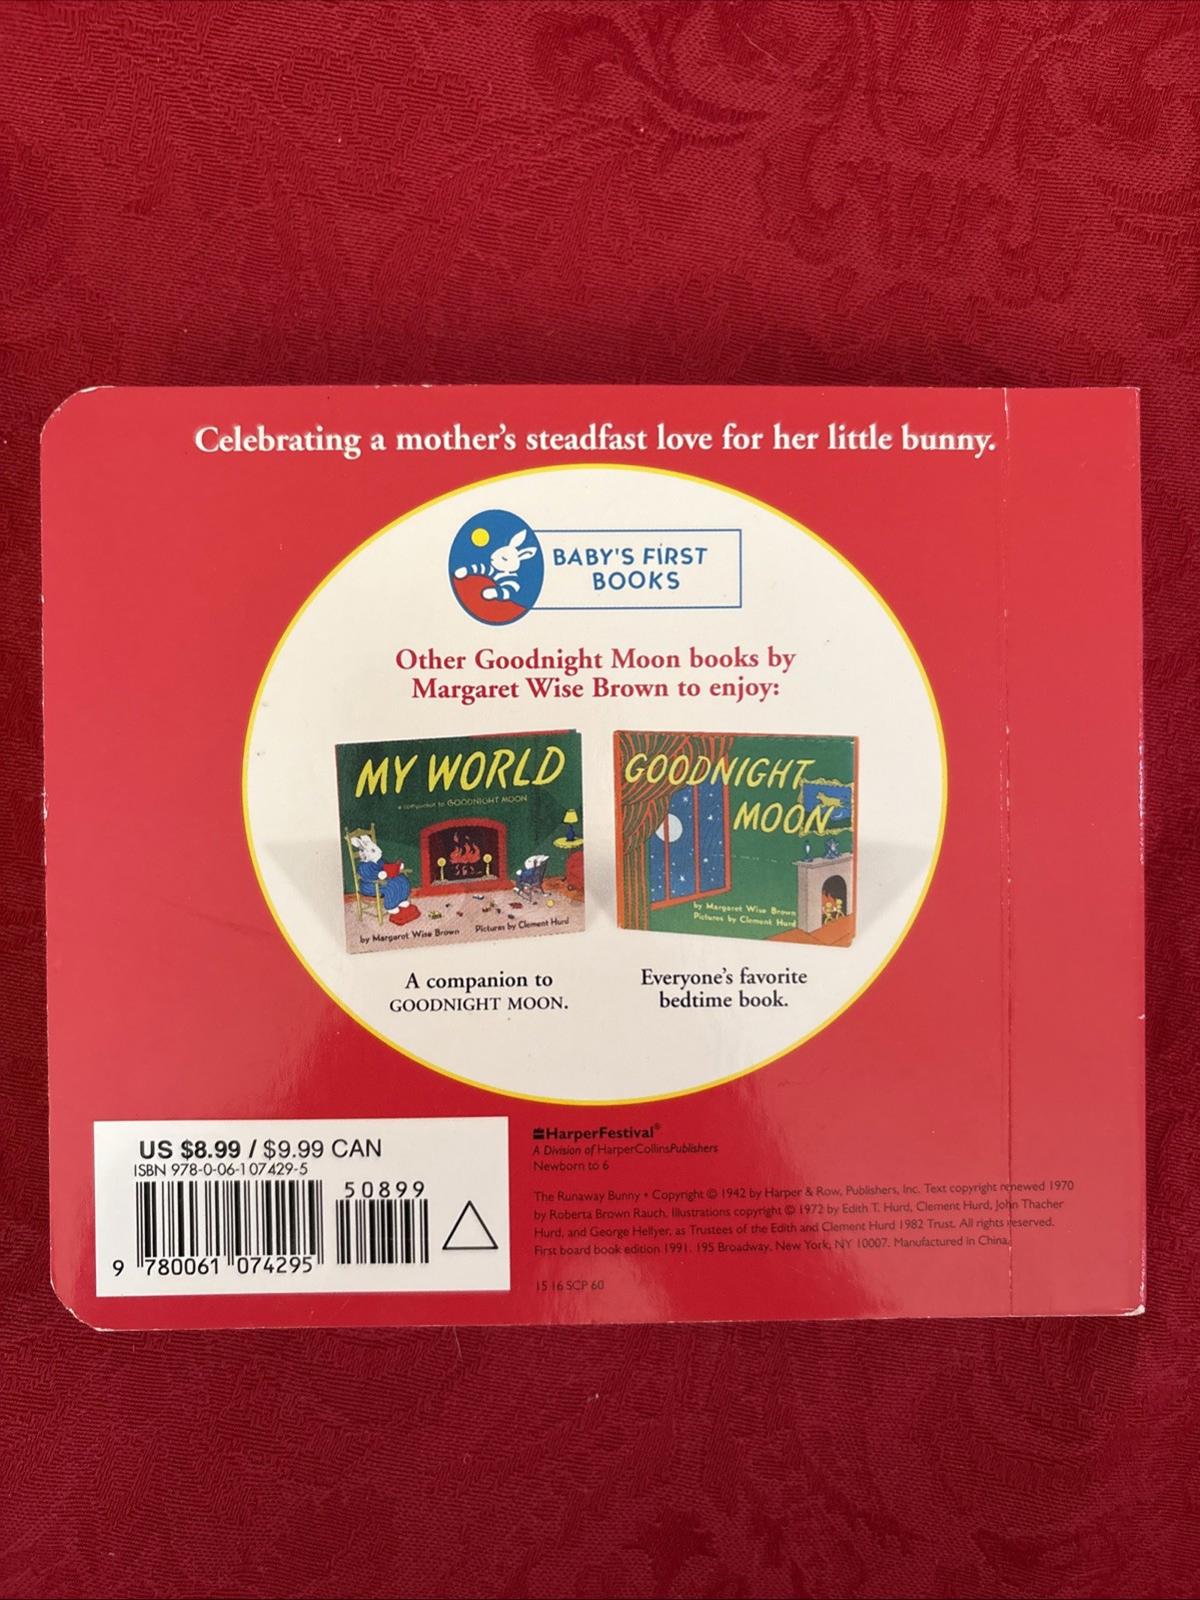 Celebrating a mother's steadfast love for her little bunny.
BABY'S FIRST
BOOKS
Other Goodnight Moon books by
Margaret Wise Brown to enjoy:
MY WORLD
a companion to GOODNIGHT MOON
by Margaret Wise Brown
Pictures by Clement Hurd
A companion to
GOODNIGHT MOON.
GOODNIGHT
MOON
by Margaret Wise Brown
Pictures by Clement Hurd
Everyone's favorite
bedtime book.
US $8.99 / $9.99 CAN
ISBN 978-0-06-107429-5
50899
9 780061 074295
HarperFestival®
A Division of HarperCollinsPublishers
Newborn to 6
The Runaway Bunny • Copyright © 1942 by Harper & Row, Publishers, Inc. Text copyright renewed 1970
by Roberta Brown Rauch. Illustrations copyright © 1972 by Edith T. Hurd, Clement Hurd, John Thacher
Hurd, and George Hellyer, as Trustees of the Edith and Clement Hurd 1982 Trust. All rights reserved.
First board book edition 1991. 195 Broadway, New York, NY 10007. Manufactured in China.
15 16 SCP 60